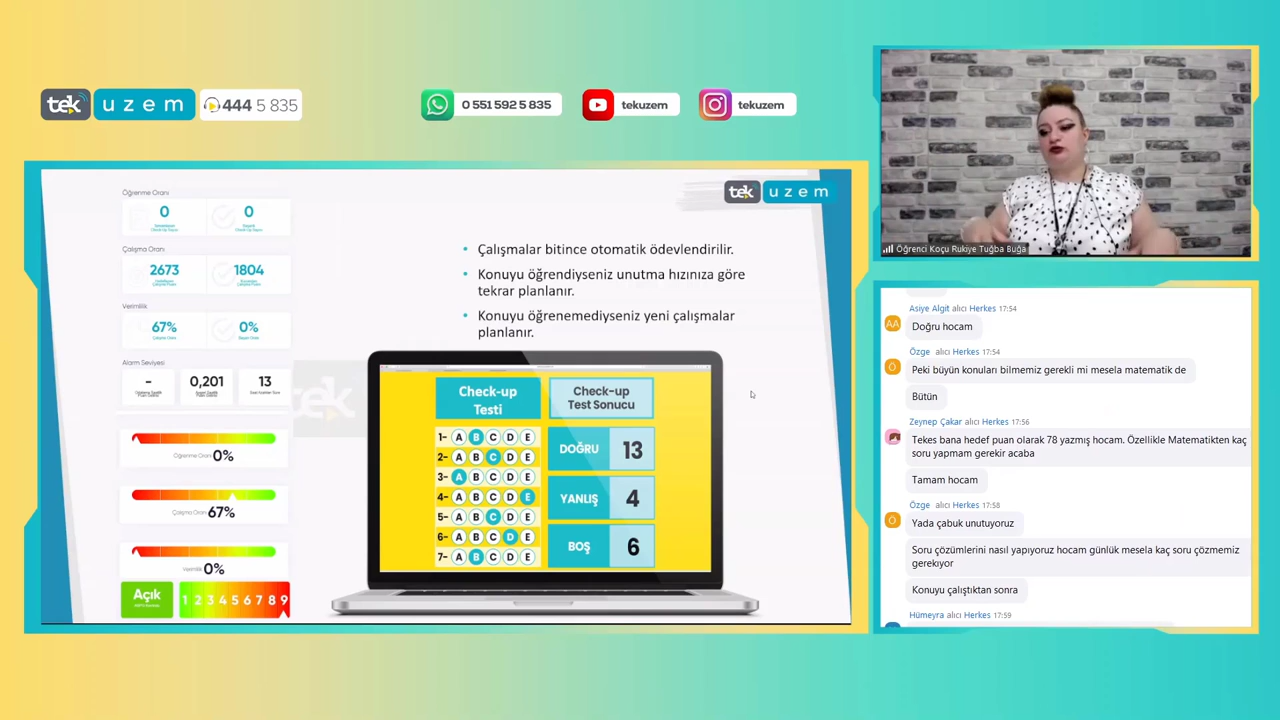 tek uzem 444 5 835
0 551 592 5 835
tekuzem
tekuzem
Öğrenme Oranı
0 0
Çalışma Oranı
2673 1804
Verimlilik
67% 0%
Alarm Seviyesi
- 0,201 13
Öğrenme Oranı 0%
Çalışma Oranı 67%
Verimlilik 0%
Açık
1 2 3 4 5 6 7 8 9
tek uzem
• Çalışmalar bitince otomatik ödevlendirilir.
• Konuyu öğrendiyseniz unutma hızınıza göre
tekrar planlanır.
• Konuyu öğrenemediyseniz yeni çalışmalar
planlanır.
tek
Check-up
Testi
1- A B C D E
2- A B C D E
3- A B C D E
4- A B C D E
5- A B C D E
6- A B C D E
7- A B C D E
Check-up
Test Sonucu
DOĞRU 13
YANLIŞ 4
BOŞ 6
Öğrenci Koçu Rukiye Tuğba Buğa
Asiye Algit alıcı Herkes 17:54
AA
Doğru hocam
Özge alıcı Herkes 17:54
Ö
Peki büyün konuları bilmemiz gerekli mi mesela matematik de
Bütün
Zeynep Çakar alıcı Herkes 17:56
Tekes bana hedef puan olarak 78 yazmış hocam. Özellikle Matematikten kaç
soru yapmam gerekir acaba
Tamam hocam
Özge alıcı Herkes 17:58
Ö
Yada çabuk unutuyoruz
Soru çözümlerini nasıl yapıyoruz hocam günlük mesela kaç soru çözmemiz
gerekiyor
Konuyu çalıştıktan sonra
Hümeyra alıcı Herkes 17:59